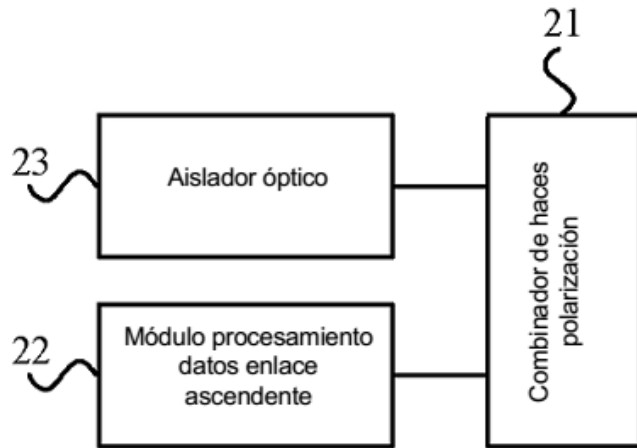 21
23
Aislador óptico
Combinador de haces
polarización
22
Módulo procesamiento
datos enlace
ascendente